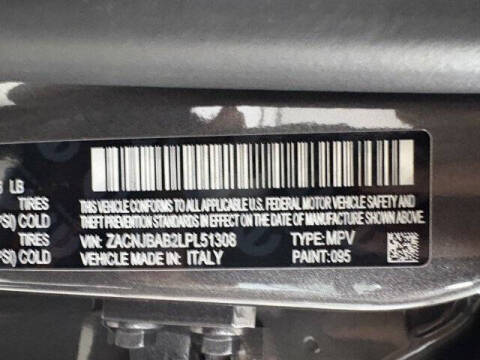 LB
TIRES
COLD
TIRES
COLD
THIS VEHICLE CONFORMS TO ALL APPLICABLE U.S. FEDERAL MOTOR VEHICLE SAFETY
AND THEFT PREVENTION STANDARDS IN EFFECT ON THE DATE OF MANUFACTURE SHOWN ABOVE
VIN: ZACNJBAB2LPL51308 TYPE: MPV
VEHICLE MADE IN: ITALY PAINT: 095